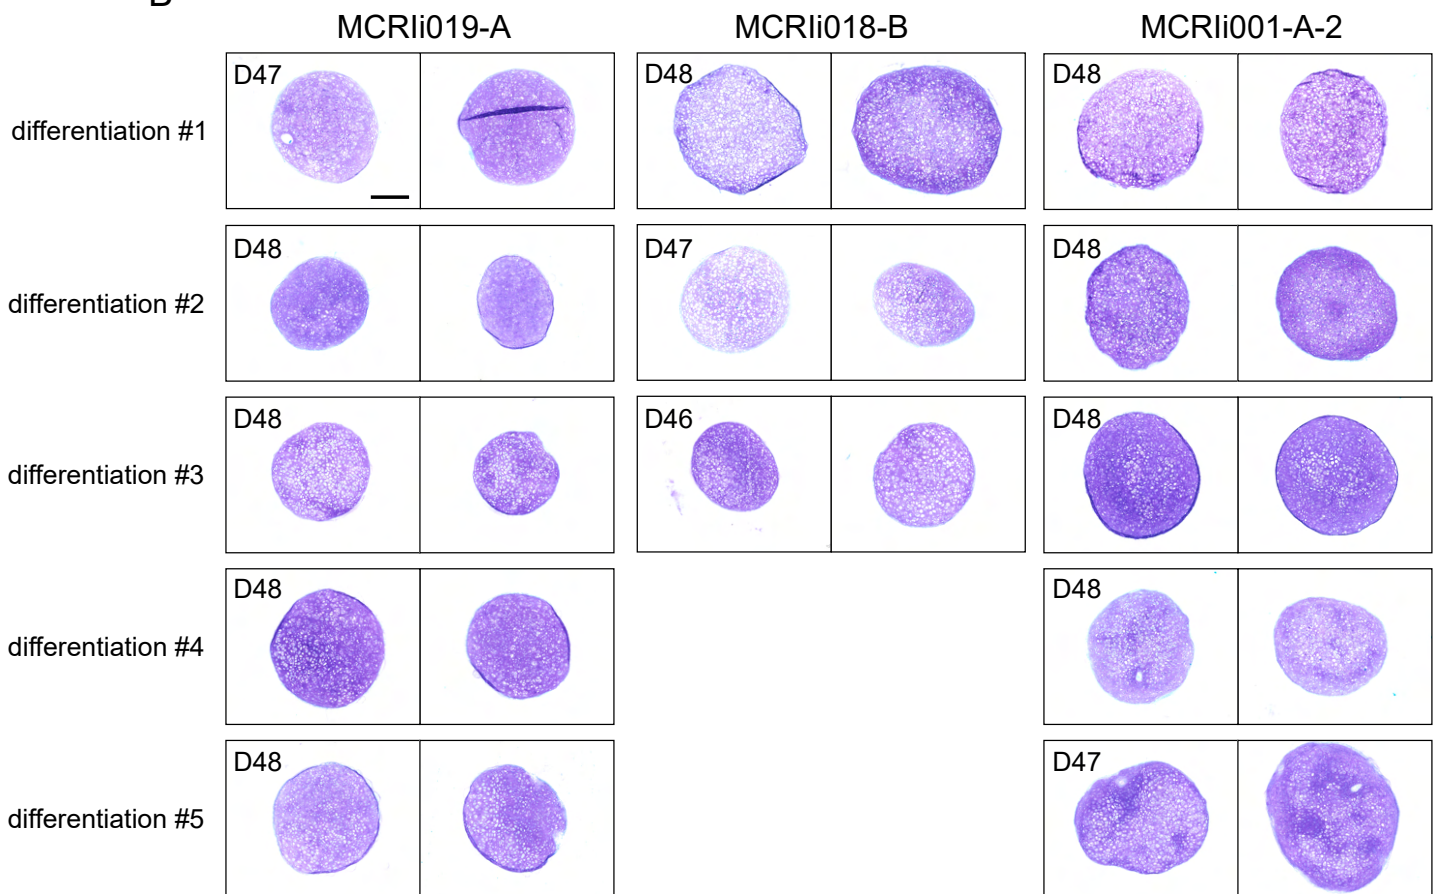 MCRIi019-A MCRIi018-B MCRIi001-A-2
differentiation #1 D47 D48 D48
differentiation #2 D48 D47 D48
differentiation #3 D48 D46 D48
differentiation #4 D48 D48
differentiation #5 D48 D47